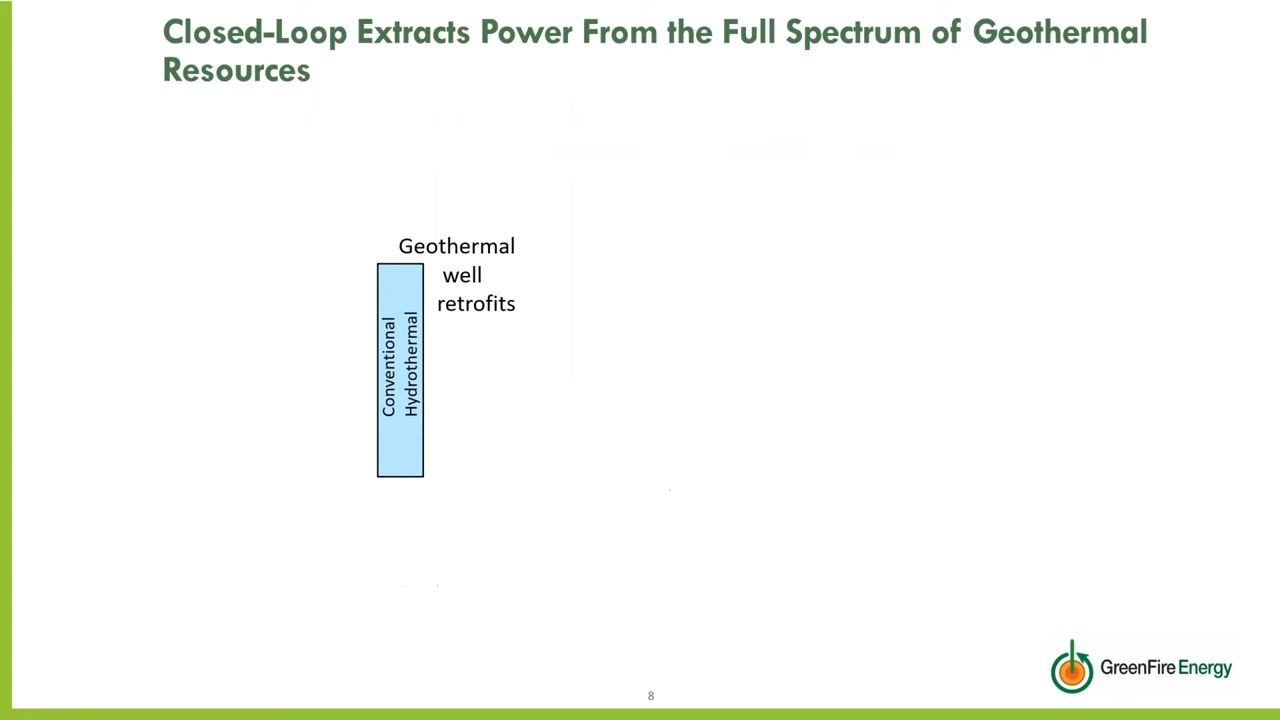 Closed-Loop Extracts Power From the Full Spectrum of Geothermal
Resources
Geothermal
well
retrofits
Conventional
Hydrothermal
GreenFire Energy
8